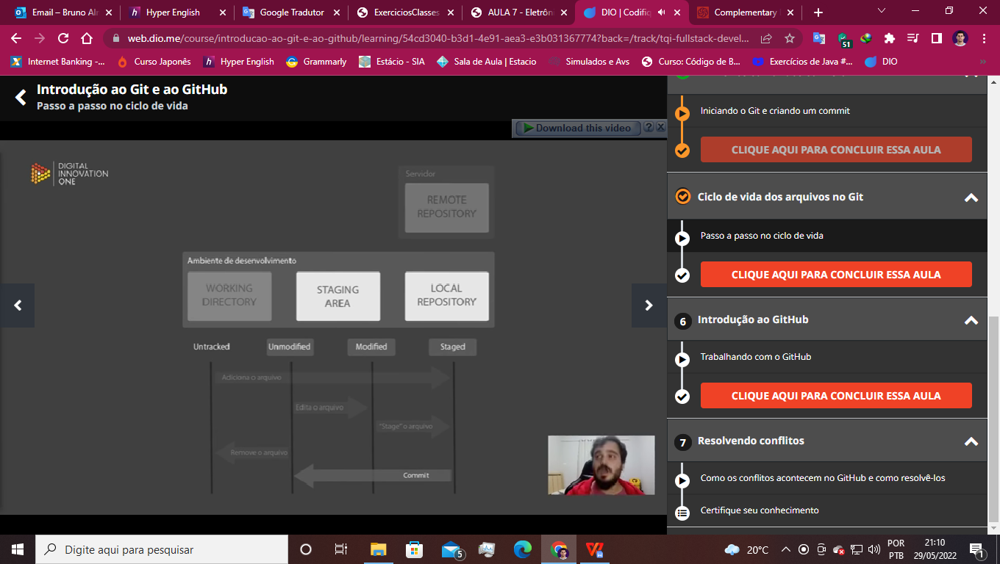 Email – Bruno Alr
Hyper English
Google Tradutor
ExerciciosClasses
AULA 7 - Eletrôni
DIO | Codifiq
Complementary
web.dio.me/course/introducao-ao-git-e-ao-github/learning/54cd3040-b3d1-4e91-aea3-e3b031367774?back=/track/tqi-fullstack-devel...
51
Internet Banking -...
Curso Japonês
Hyper English
Grammarly
Estácio - SIA
Sala de Aula | Estacio
Simulados e Avs
Curso: Código de B...
Exercícios de Java #...
DIO
»
Introdução ao Git e ao GitHub
Passo a passo no ciclo de vida
Download this video
? X
DIGITAL
INNOVATION
ONE
Servidor
REMOTE
REPOSITORY
Ambiente de desenvolvimento
WORKING
DIRECTORY
STAGING
AREA
LOCAL
REPOSITORY
Untracked
Unmodified
Modified
Staged
Adiciona o arquivo
Edita o arquivo
"Stage" o arquivo
Remove o arquivo
Commit
Iniciando o Git e criando um commit
CLIQUE AQUI PARA CONCLUIR ESSA AULA
Ciclo de vida dos arquivos no Git
Passo a passo no ciclo de vida
CLIQUE AQUI PARA CONCLUIR ESSA AULA
6 Introdução ao GitHub
Trabalhando com o GitHub
CLIQUE AQUI PARA CONCLUIR ESSA AULA
7 Resolvendo conflitos
Como os conflitos acontecem no GitHub e como resolvê-los
Certifique seu conhecimento
Digite aqui para pesquisar
5
20°C
POR
PTB
21:10
29/05/2022
1